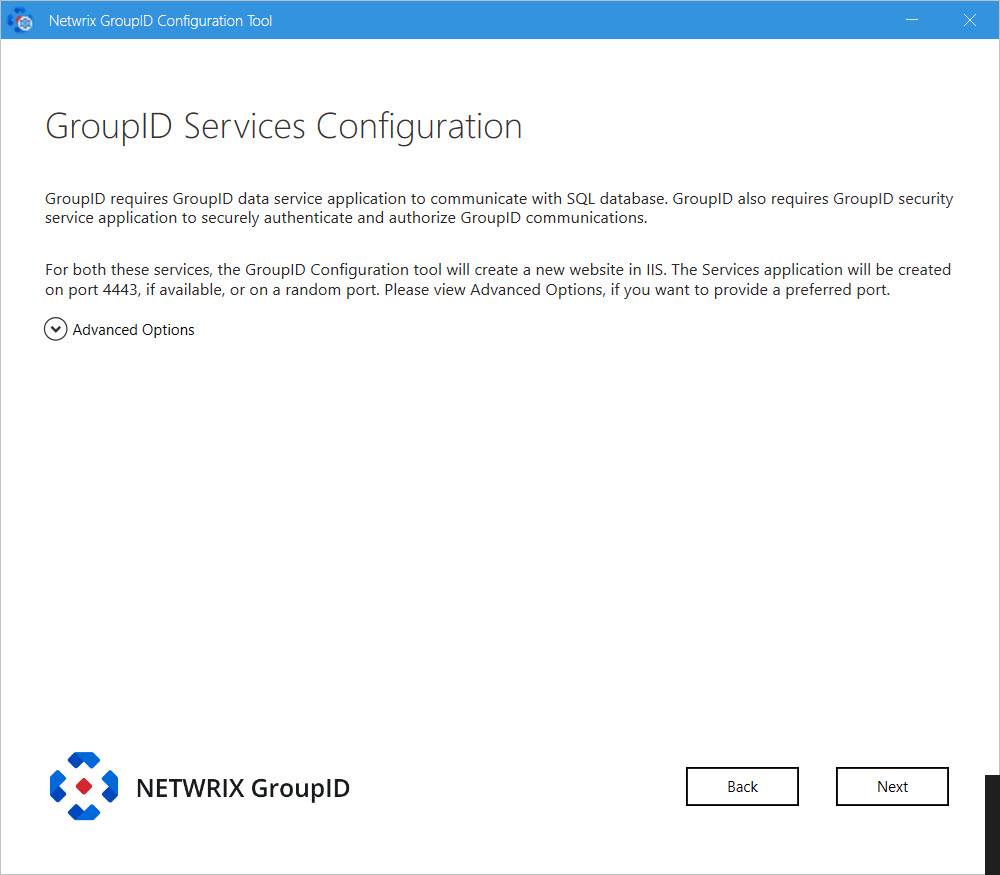 Netwrix GroupID Configuration Tool
GroupID Services Configuration
GroupID requires GroupID data service application to communicate with SQL database. GroupID also requires GroupID security
service application to securely authenticate and authorize GroupID communications.
For both these services, the GroupID Configuration tool will create a new website in IIS. The Services application will be created
on port 4443, if available, or on a random port. Please view Advanced Options, if you want to provide a preferred port.
Advanced Options
NETWRIX GroupID
Back
Next